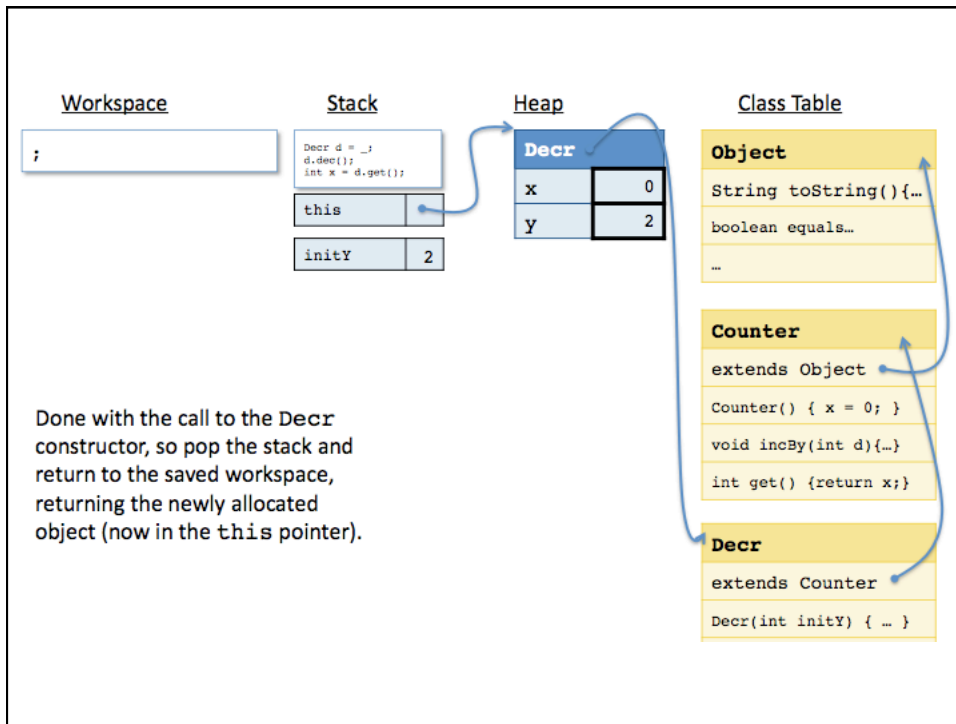 Workspace
Stack
Heap
Class Table
;
Decr d = _;
d.dec();
int x = d.get();
this
initY 2
Decr
x 0
y 2
Object
String toString(){…
boolean equals…
…
Counter
extends Object
Counter() { x = 0; }
void incBy(int d){…}
int get() {return x;}
Decr
extends Counter
Decr(int initY) { … }
Done with the call to the Decr
constructor, so pop the stack and
return to the saved workspace,
returning the newly allocated
object (now in the this pointer).